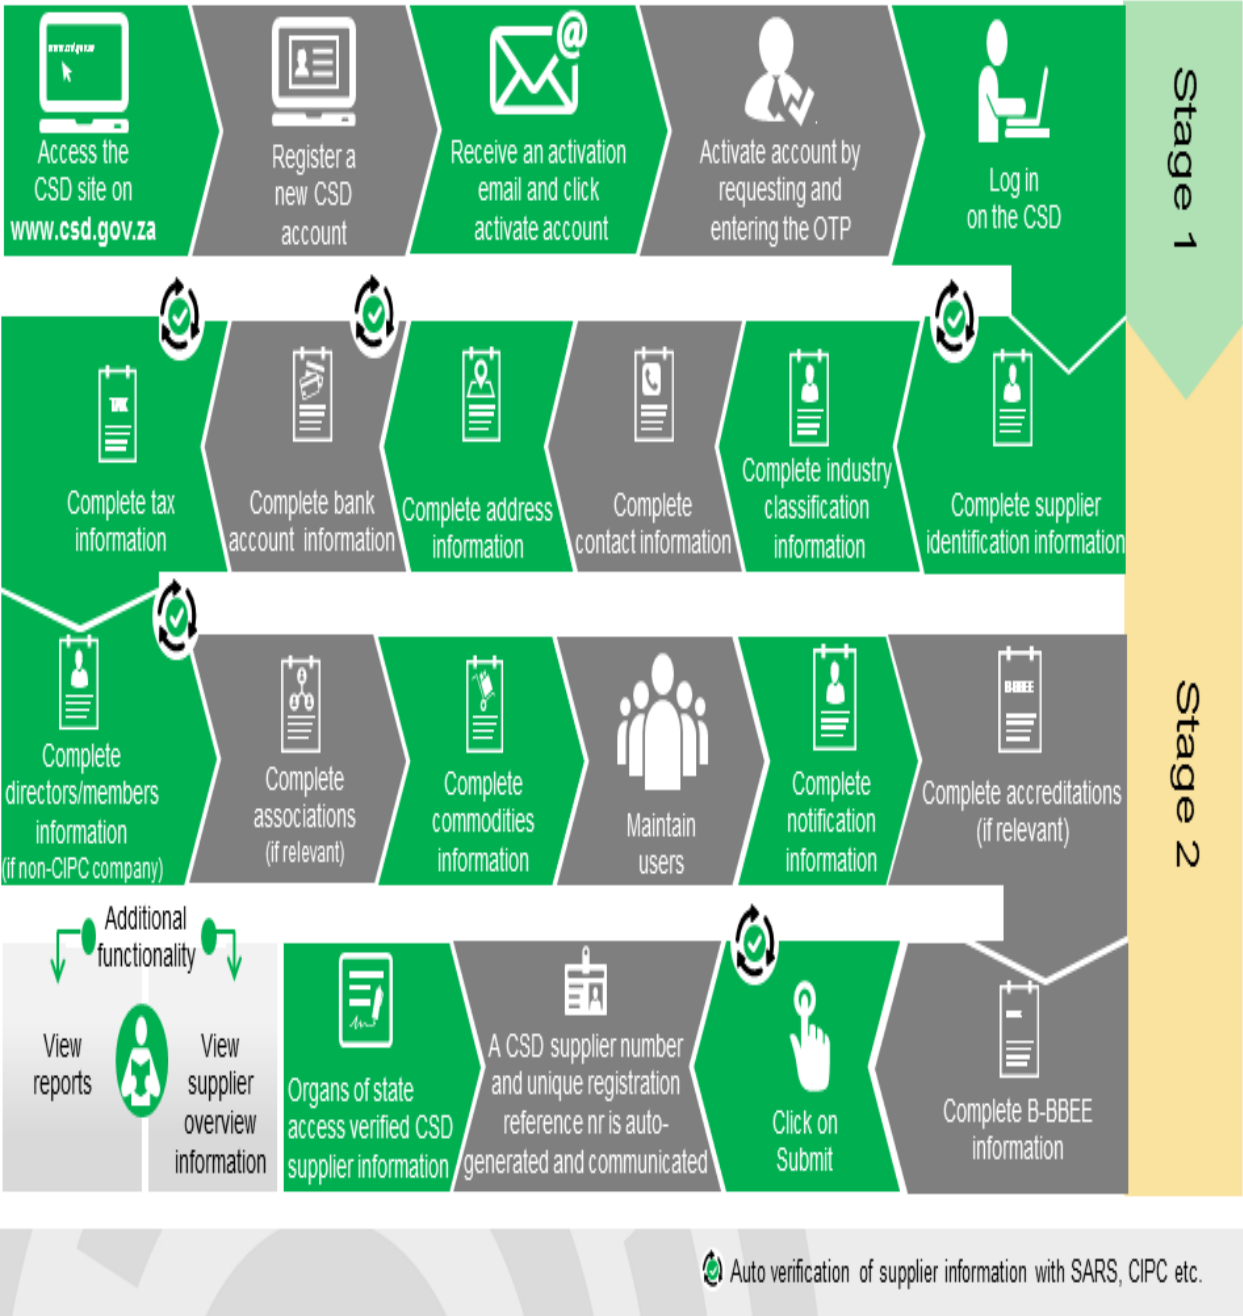 www.csd.gov.za
Access the
CSD site on
www.csd.gov.za
Register a
new CSD
account
@
Receive an activation
email and click
activate account
Activate account by
requesting and
entering the OTP
Log in
on the CSD
Stage 1
Complete supplier
identification information
Complete industry
classification
information
Complete
contact information
Complete address
information
Complete bank
account information
TAX
Complete tax
information
Complete
directors/members
information
(if non-CIPC company)
Complete
associations
(if relevant)
Complete
commodities
information
Maintain
users
Complete
notification
information
B-BBEE
Complete accreditations
(if relevant)
Stage 2
Complete B-BBEE
information
Click on
Submit
A CSD supplier number
and unique registration
reference nr is auto-
generated and communicated
Organs of state
access verified CSD
supplier information
Additional
functionality
View
reports
View
supplier
overview
information
Auto verification of supplier information with SARS, CIPC etc.